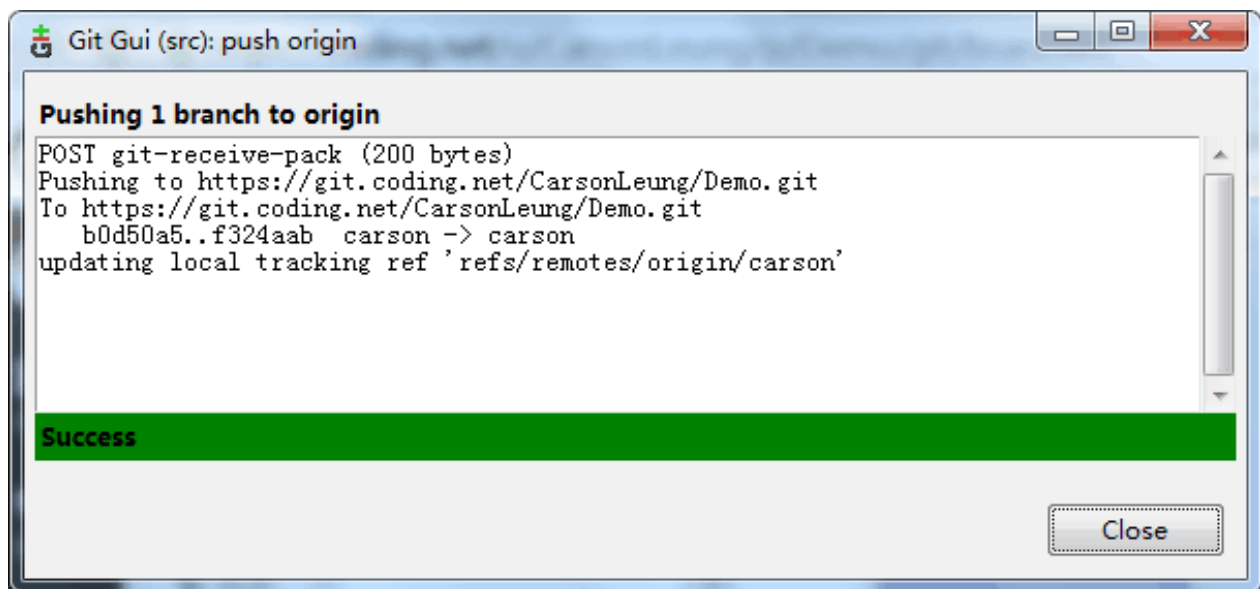 Git Gui (src): push origin
Pushing 1 branch to origin
POST git-receive-pack (200 bytes)
Pushing to https://git.coding.net/CarsonLeung/Demo.git
To https://git.coding.net/CarsonLeung/Demo.git
   b0d50a5..f324aab  carson -> carson
updating local tracking ref 'refs/remotes/origin/carson'
Success
Close